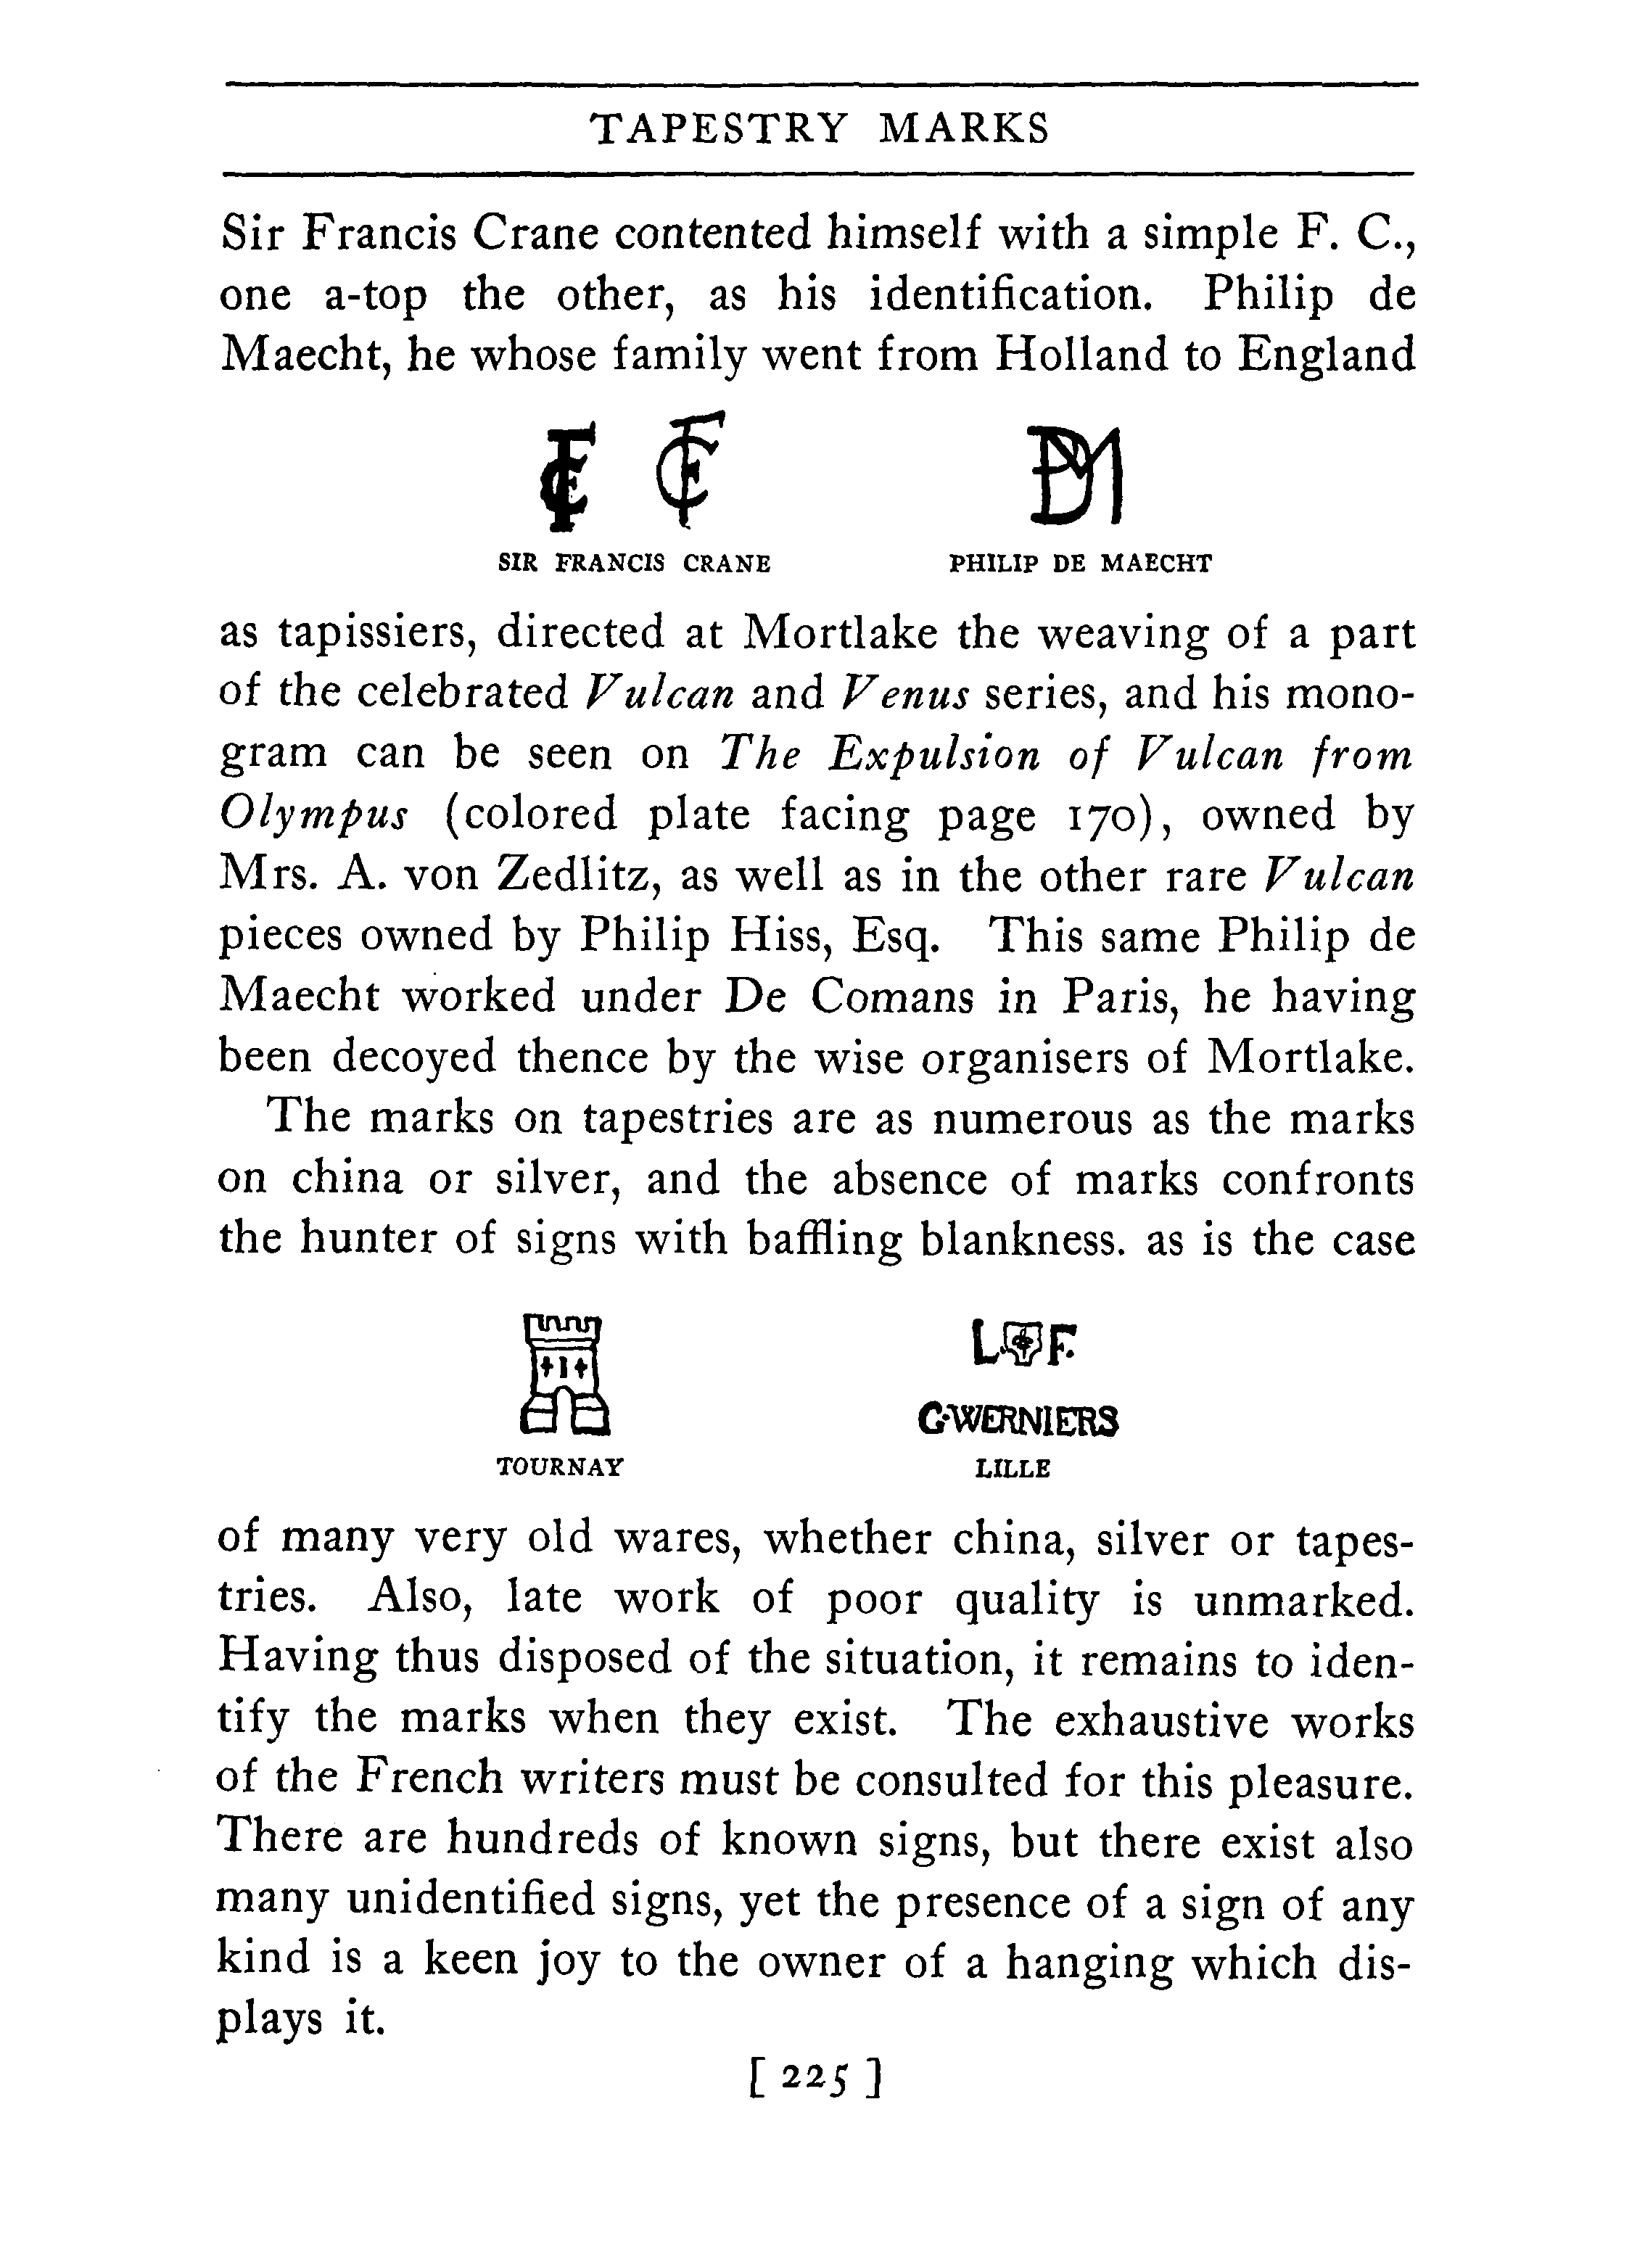 TAPESTRY MARKS
Sir Francis Crane contented himself with a simple F. C.,
one a-top the other, as his identification. Philip de
Maecht, he whose family went from Holland to England
SIR FRANCIS CRANE PHILIP DE MAECHT
as tapissiers, directed at Mortlake the weaving of a part
of the celebrated Vulcan and Venus series, and his mono-
gram can be seen on The Expulsion of Vulcan from
Olympus (colored plate facing page 170), owned by
Mrs. A. von Zedlitz, as well as in the other rare Vulcan
pieces owned by Philip Hiss, Esq. This same Philip de
Maecht worked under De Comans in Paris, he having
been decoyed thence by the wise organisers of Mortlake.
The marks on tapestries are as numerous as the marks
on china or silver, and the absence of marks confronts
the hunter of signs with baffling blankness. as is the case
L F.
G·WERNIERS
TOURNAY LILLE
of many very old wares, whether china, silver or tapes-
tries. Also, late work of poor quality is unmarked.
Having thus disposed of the situation, it remains to iden-
tify the marks when they exist. The exhaustive works
of the French writers must be consulted for this pleasure.
There are hundreds of known signs, but there exist also
many unidentified signs, yet the presence of a sign of any
kind is a keen joy to the owner of a hanging which dis-
plays it.
[ 225 ]